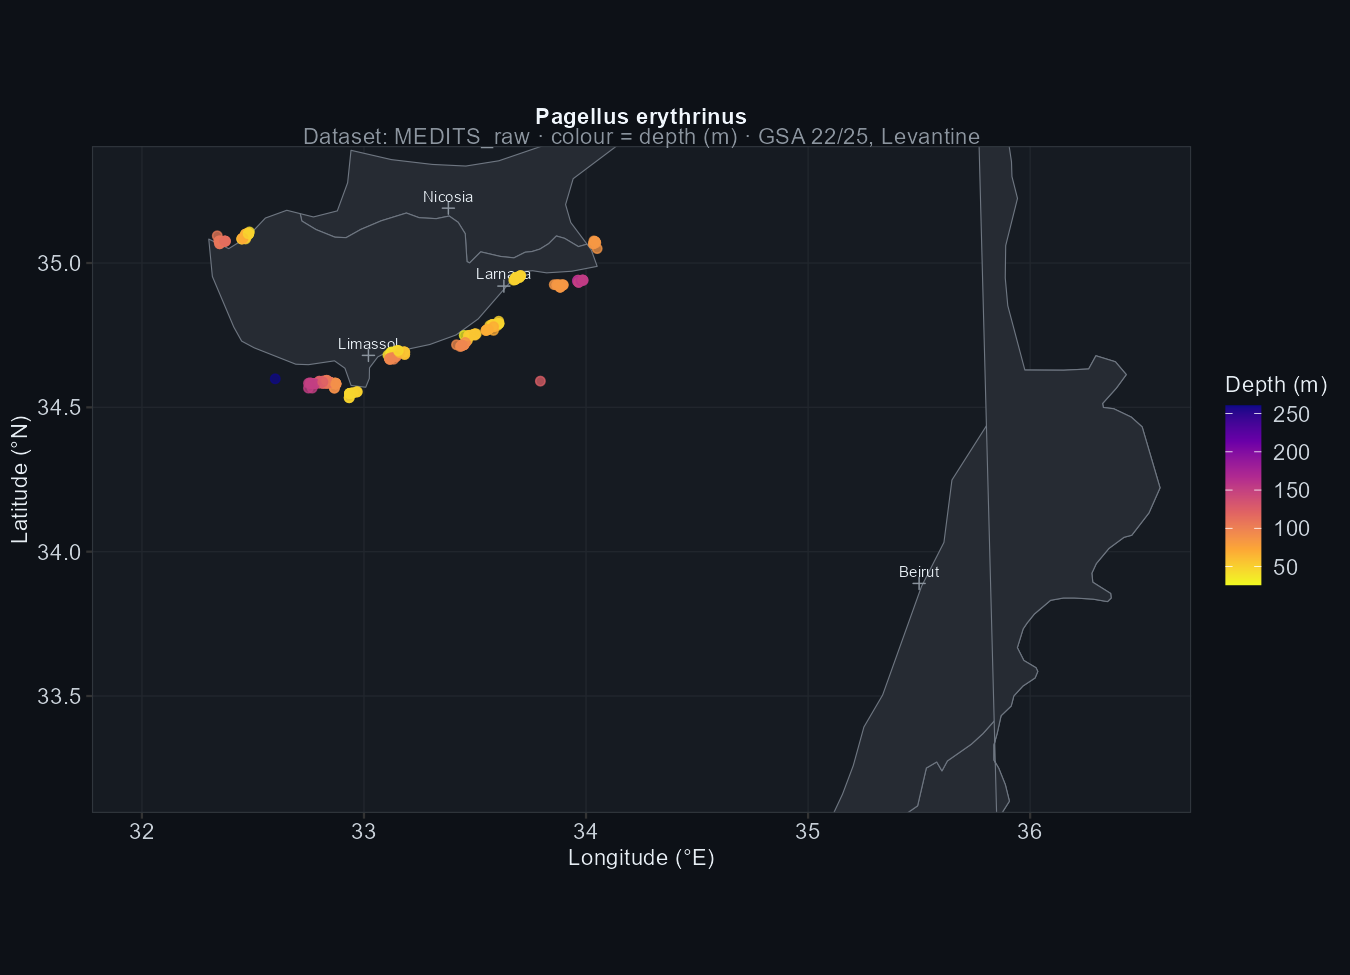 Pagellus erythrinus
Dataset: MEDITS_raw · colour = depth (m) · GSA 22/25, Levantine
Nicosia
Larnaca
Limassol
Beirut
35.0
34.5
34.0
33.5
Latitude (°N)
32
33
34
35
36
Longitude (°E)
Depth (m)
250
200
150
100
50